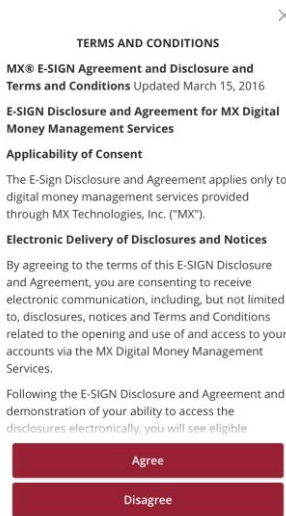 TERMS AND CONDITIONS
MX® E-SIGN Agreement and Disclosure and
Terms and Conditions Updated March 15, 2016
E-SIGN Disclosure and Agreement for MX Digital
Money Management Services
Applicability of Consent
The E-Sign Disclosure and Agreement applies only to
digital money management services provided
through MX Technologies, Inc. ("MX").
Electronic Delivery of Disclosures and Notices
By agreeing to the terms of this E-SIGN Disclosure
and Agreement, you are consenting to receive
electronic communication, including, but not limited
to, disclosures, notices and Terms and Conditions
related to the opening and use of and access to your
accounts via the MX Digital Money Management
Services.
Following the E-SIGN Disclosure and Agreement and
demonstration of your ability to access the
disclosures electronically, you will see eligible
Agree
Disagree